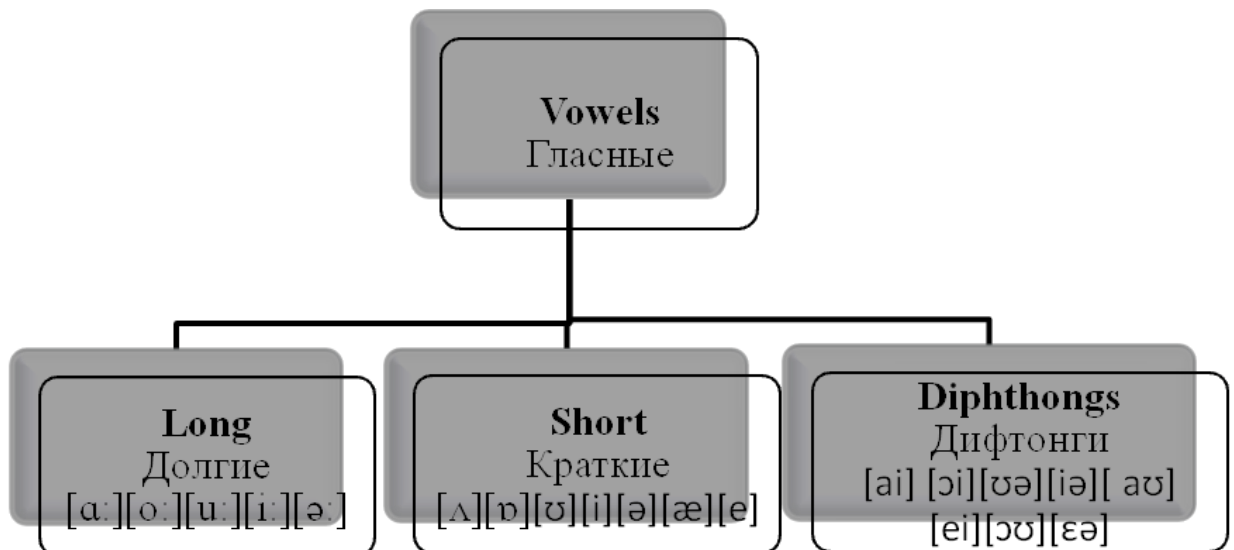 Vowels
Гласные
Long
Долгие
[ɑ:][o:][u:][i:][ə:]
Short
Краткие
[ʌ][ɒ][ʊ][i][ə][æ][e]
Diphthongs
Дифтонги
[ai] [ɔi][ʊə][iə][ aʊ]
[ei][ɔʊ][ɛə]